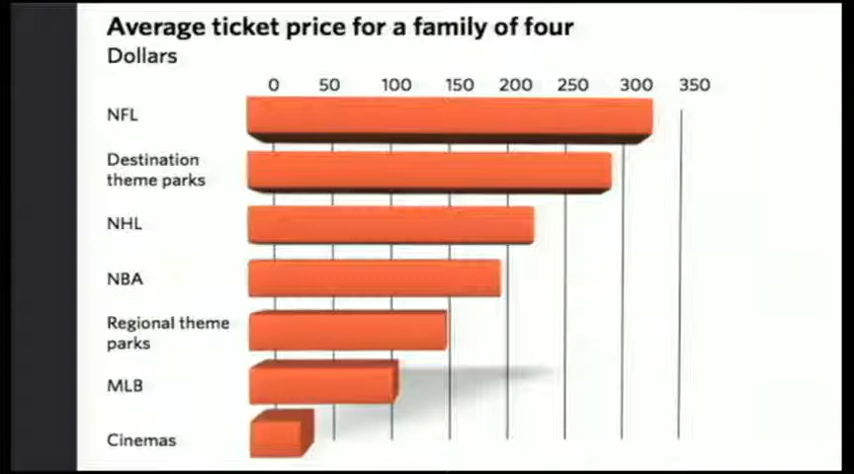 Average ticket price for a family of four
Dollars
0 50 100 150 200 250 300 350
NFL
Destination
theme parks
NHL
NBA
Regional theme
parks
MLB
Cinemas